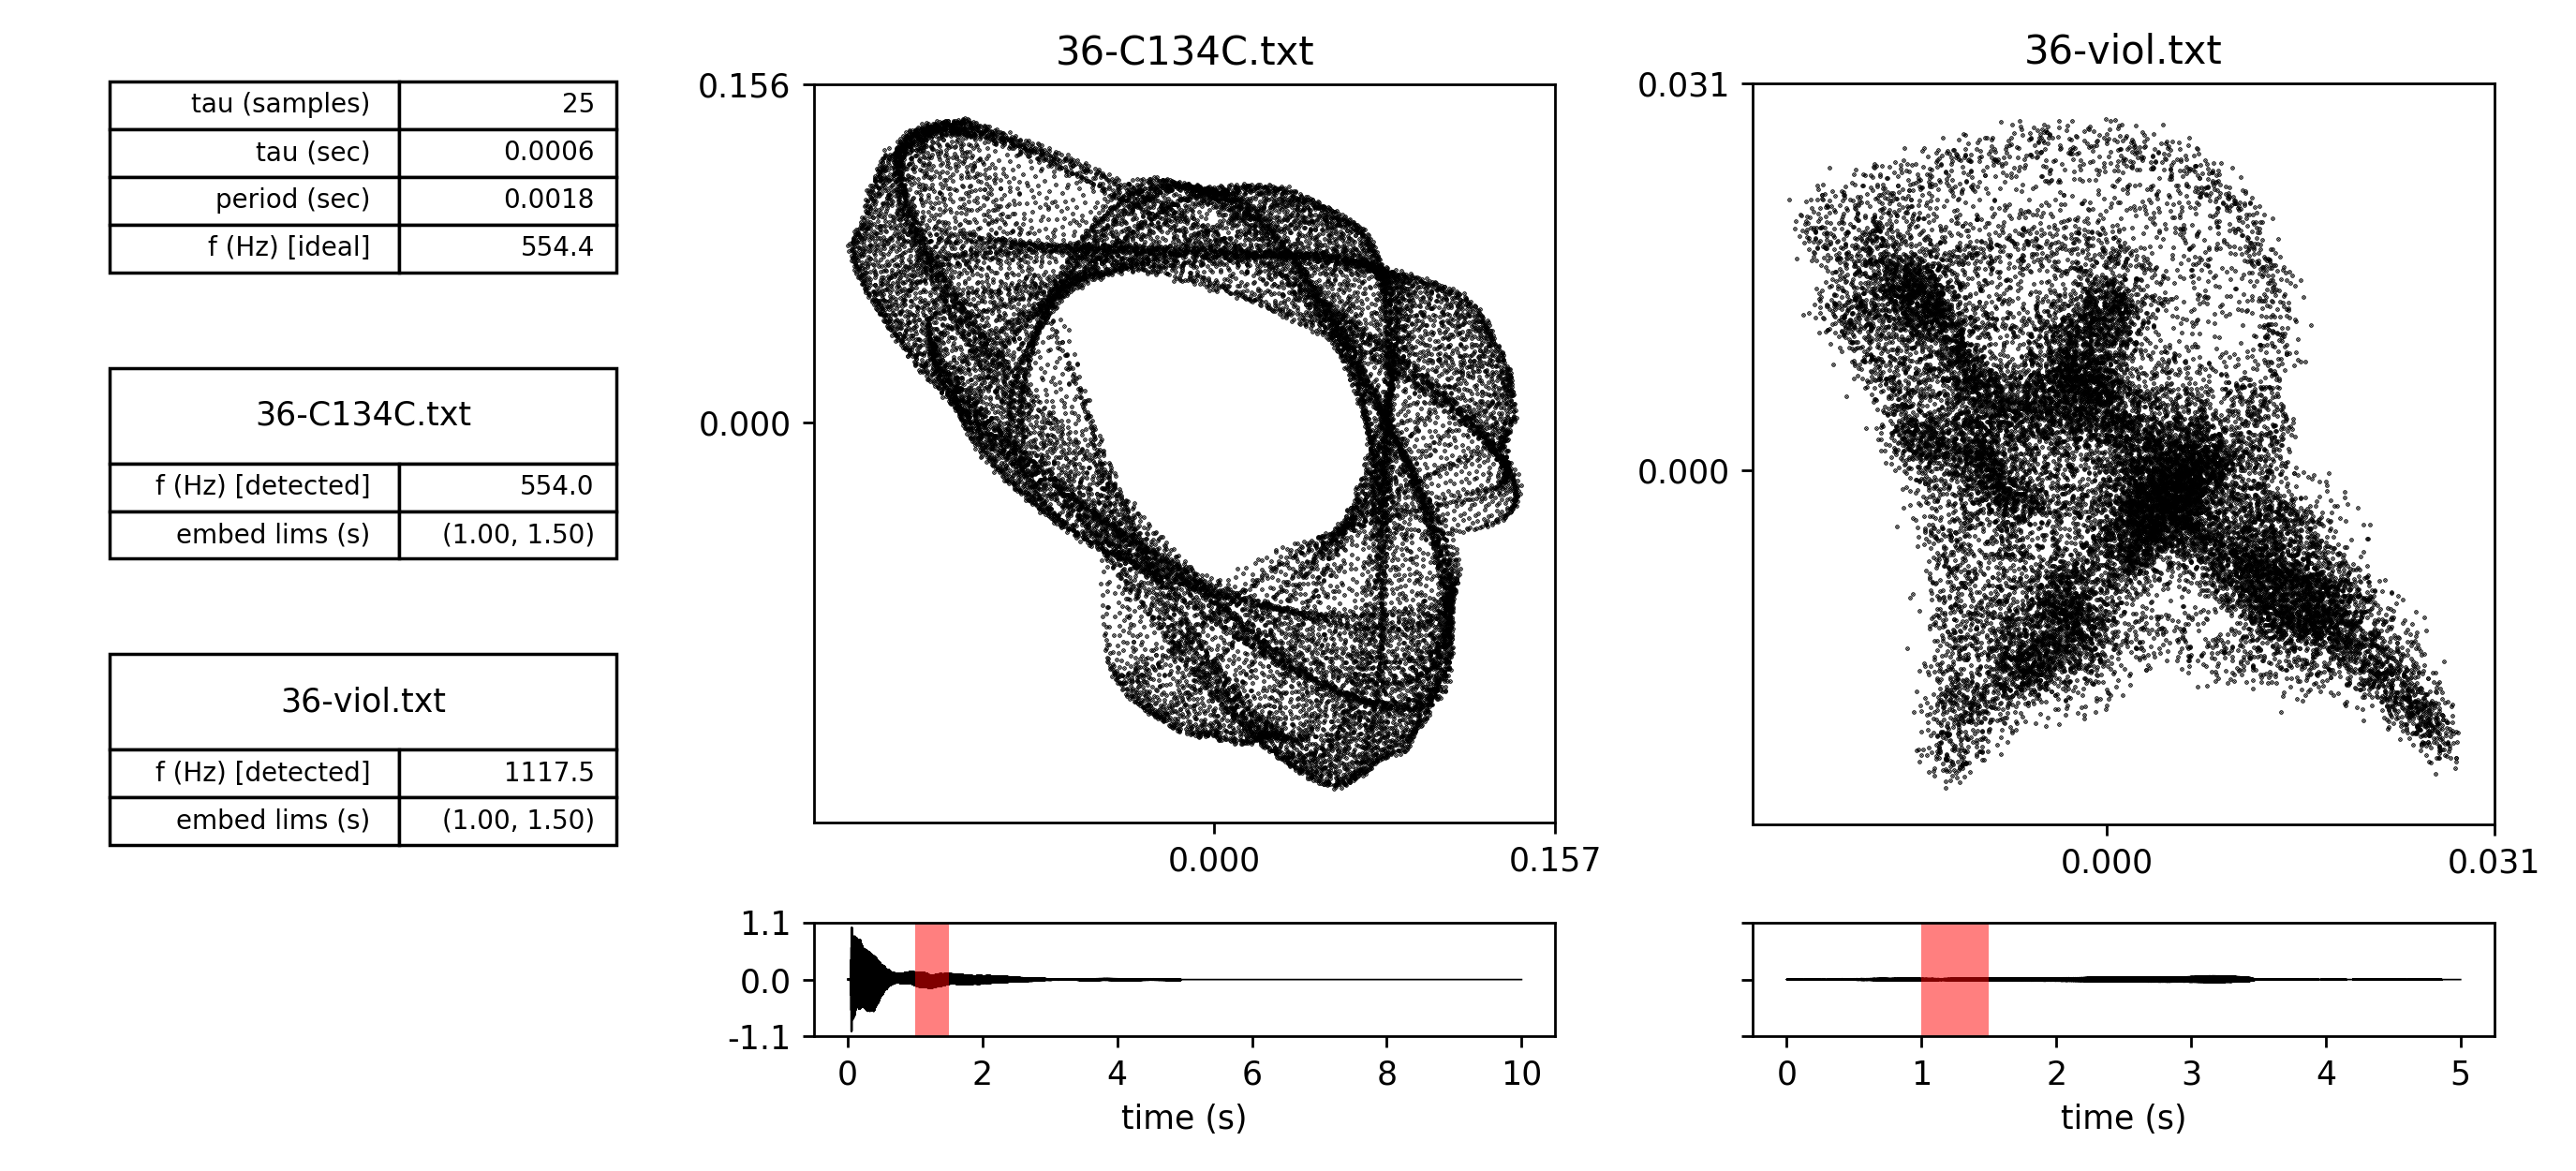 tau (samples) 25
tau (sec) 0.0006
period (sec) 0.0018
f (Hz) [ideal] 554.4
36-C134C.txt
f (Hz) [detected] 554.0
embed lims (s) (1.00, 1.50)
36-viol.txt
f (Hz) [detected] 1117.5
embed lims (s) (1.00, 1.50)
36-C134C.txt
0.156
0.000
0.000 0.157
1.1
0.0
-1.1
0 2 4 6 8 10
time (s)
36-viol.txt
0.031
0.000
0.000 0.031
0 1 2 3 4 5
time (s)